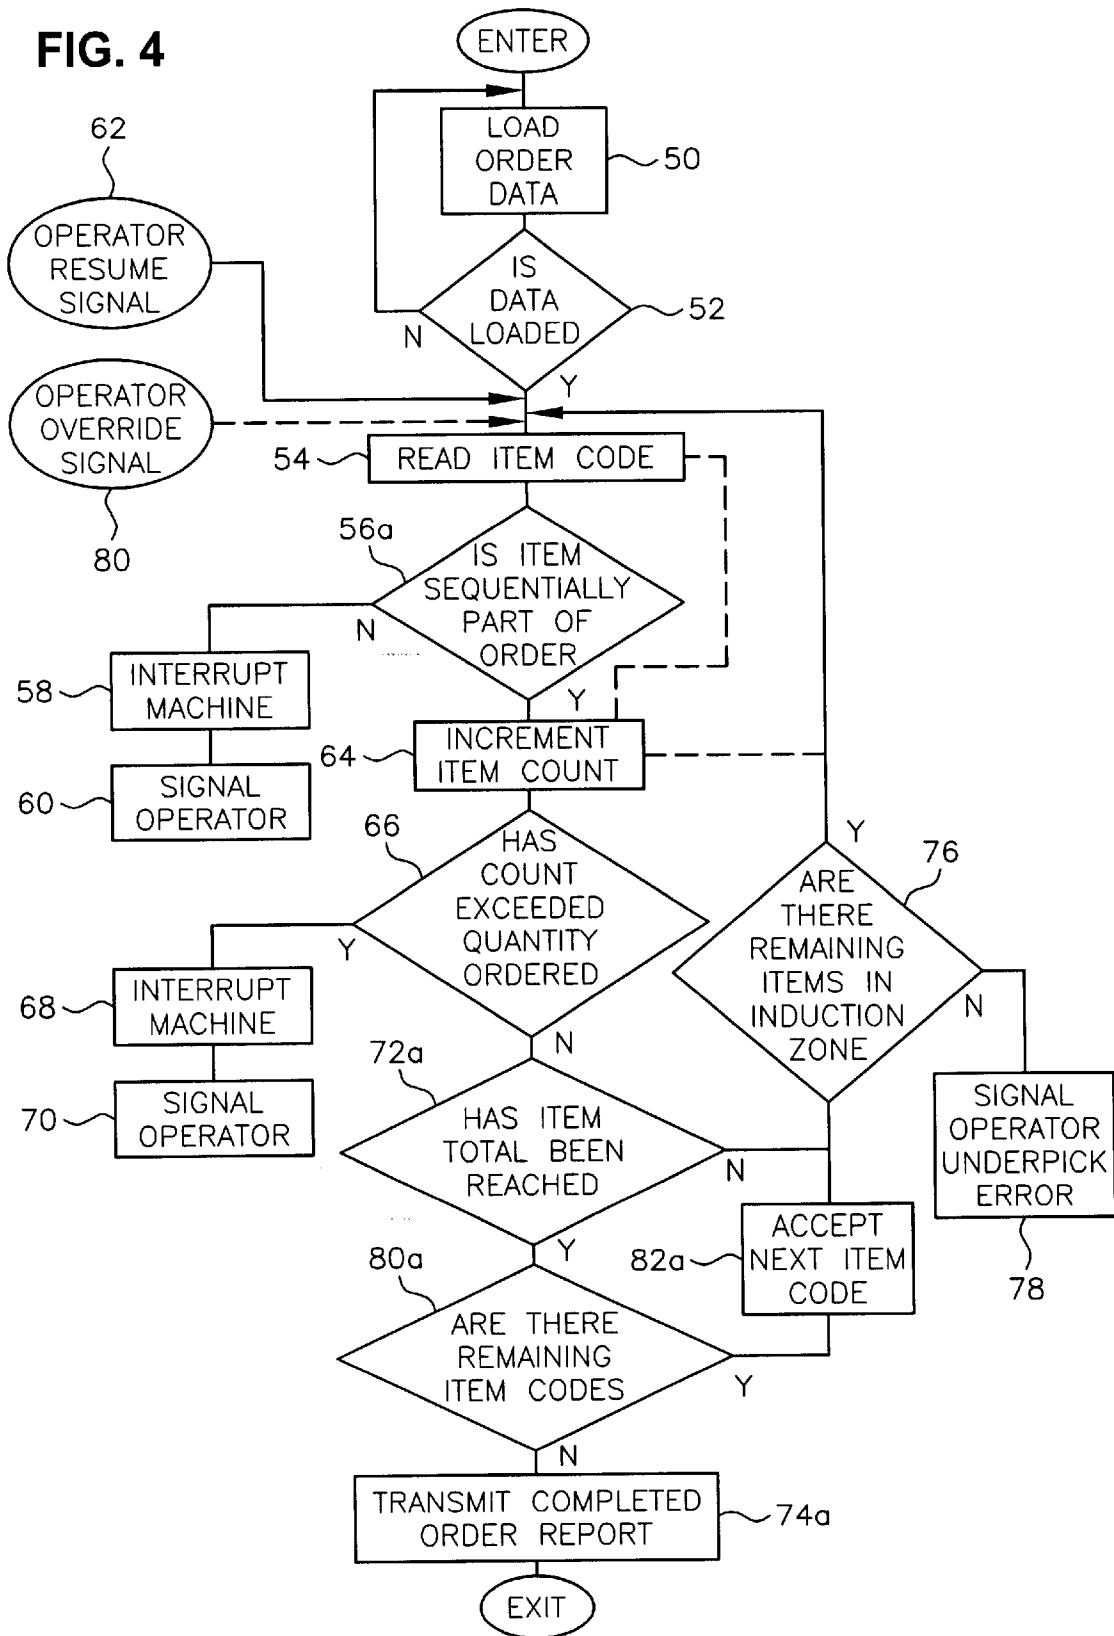 FIG. 4
ENTER
LOAD
ORDER
DATA
50
62
OPERATOR
RESUME
SIGNAL
IS
DATA
LOADED
52
N
Y
OPERATOR
OVERRIDE
SIGNAL
80
54
READ ITEM CODE
56a
IS ITEM
SEQUENTIALLY
PART OF
ORDER
N
Y
58
INTERRUPT
MACHINE
60
SIGNAL
OPERATOR
64
INCREMENT
ITEM COUNT
66
HAS
COUNT
EXCEEDED
QUANTITY
ORDERED
Y
N
68
INTERRUPT
MACHINE
70
SIGNAL
OPERATOR
Y
76
ARE
THERE
REMAINING
ITEMS IN
INDUCTION
ZONE
N
SIGNAL
OPERATOR
UNDERPICK
ERROR
78
72a
HAS ITEM
TOTAL BEEN
REACHED
N
Y
82a
ACCEPT
NEXT ITEM
CODE
80a
ARE THERE
REMAINING
ITEM CODES
Y
N
TRANSMIT COMPLETED
ORDER REPORT
74a
EXIT